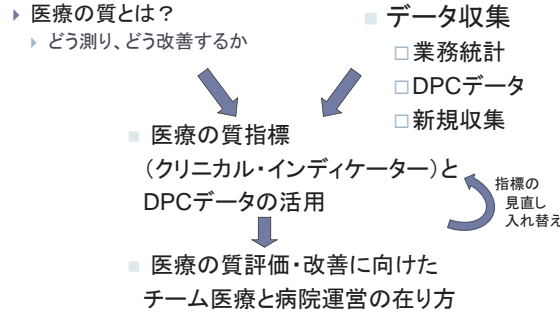 医療の質とは？
どう測り、どう改善するか
データ収集
業務統計
DPCデータ
新規収集
医療の質指標
（クリニカル・インディケーター）と
DPCデータの活用
指標の
見直し
入れ替え
医療の質評価・改善に向けた
チーム医療と病院運営の在り方